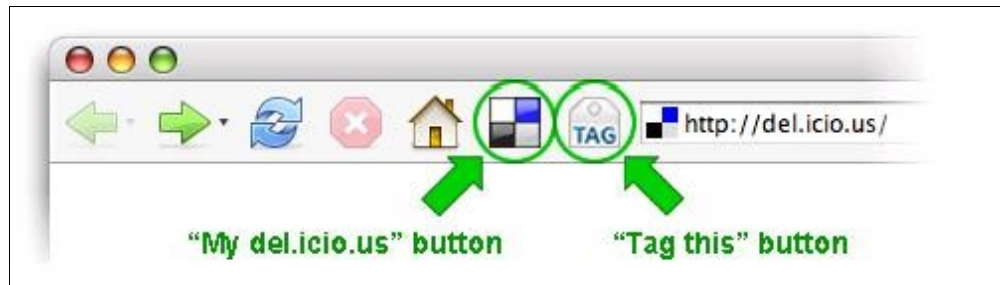 TAG
http://del.icio.us/
“My del.icio.us” button
“Tag this” button